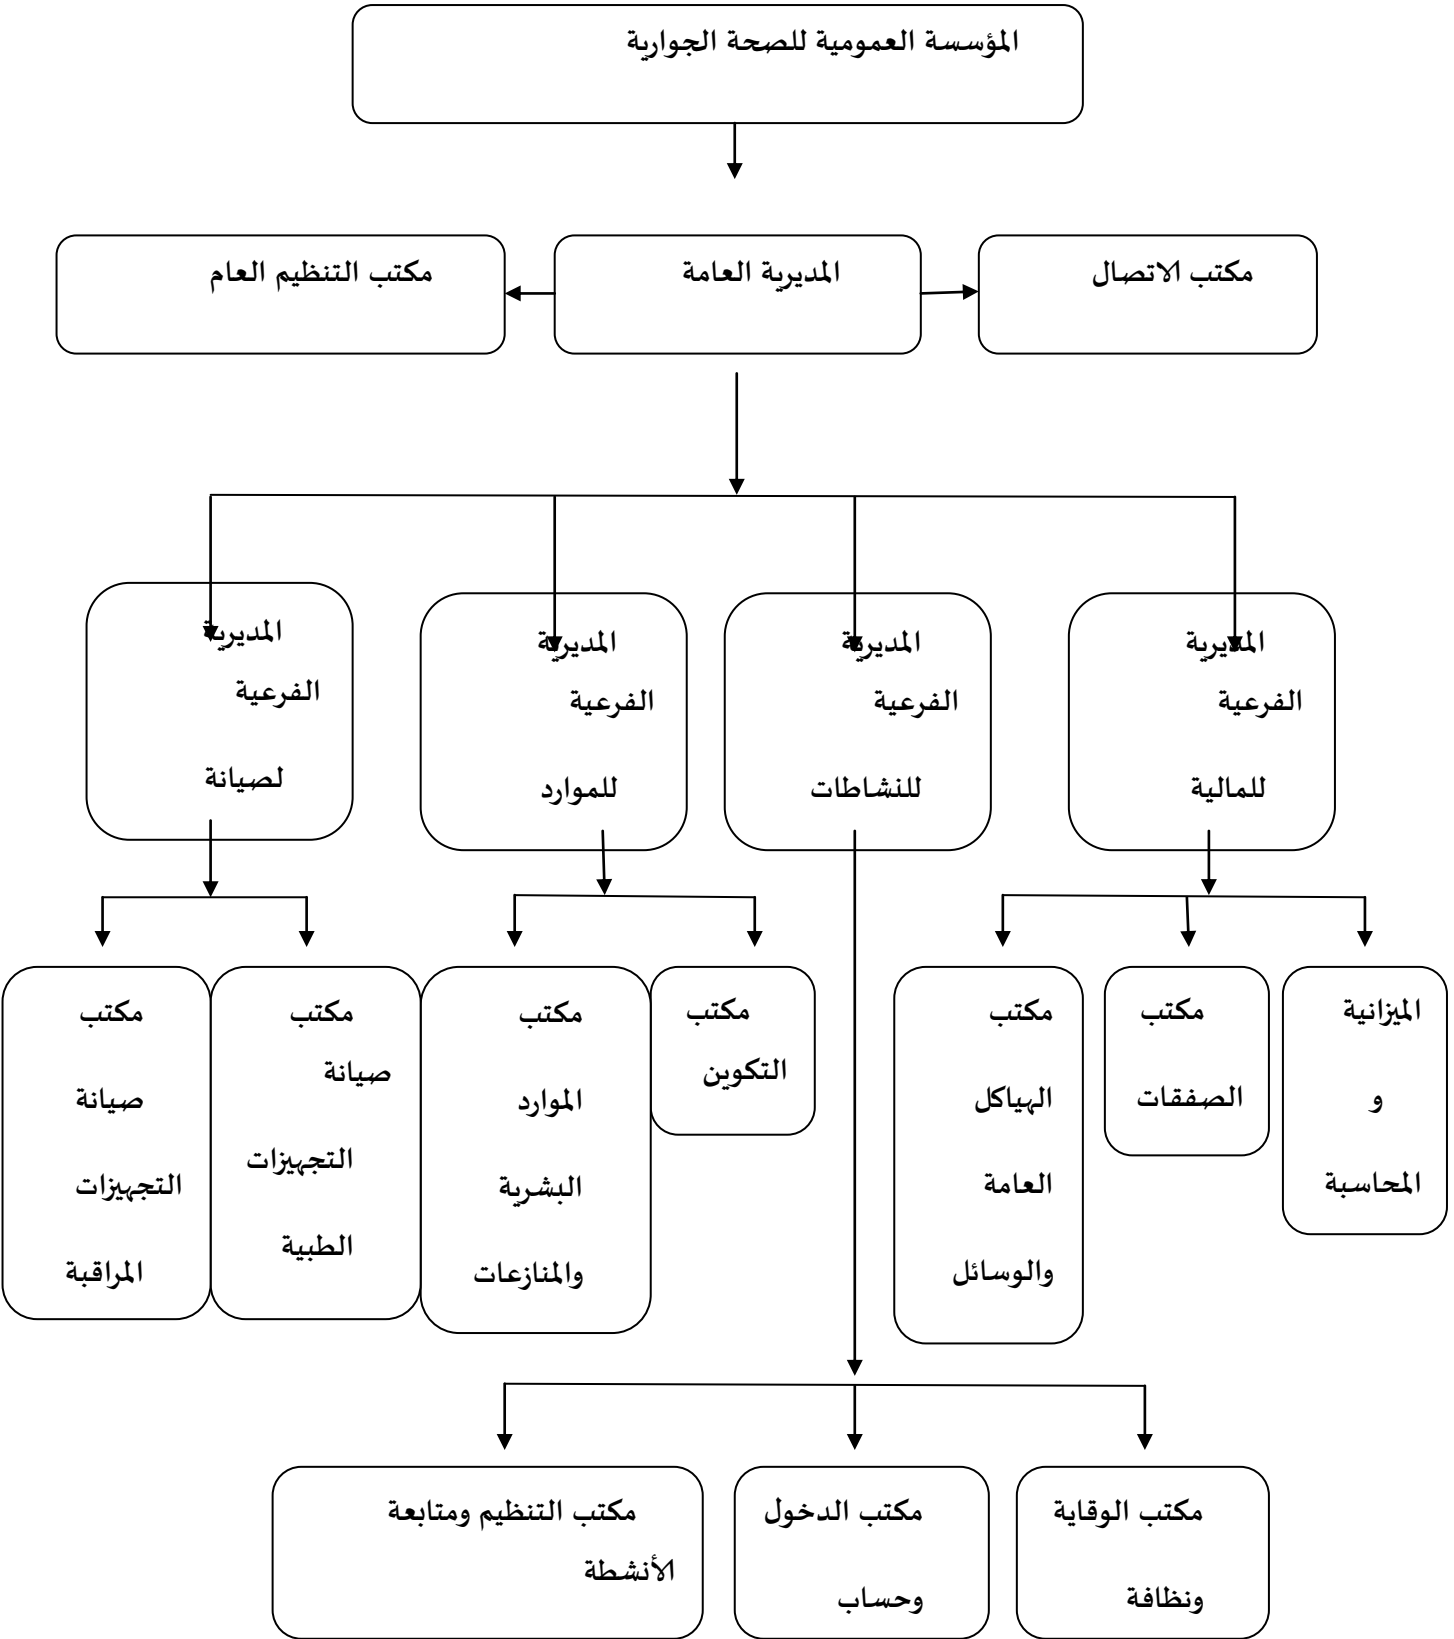 المؤسسة العمومية للصحة الجوارية
مكتب الاتصال
المديرية العامة
مكتب التنظيم العام
المديرية
الفرعية
للمالية
المديرية
الفرعية
للنشاطات
المديرية
الفرعية
للموارد
المديرية
الفرعية
لصيانة
الميزانية
و
المحاسبة
مكتب
الصفقات
مكتب
الهياكل
العامة
والوسائل
مكتب
التكوين
مكتب
الموارد
البشرية
والمنازعات
مكتب
صيانة
التجهيزات
الطبية
مكتب
صيانة
التجهيزات
المراقبة
مكتب الوقاية
ونظافة
مكتب الدخول
وحساب
مكتب التنظيم ومتابعة
الأنشطة